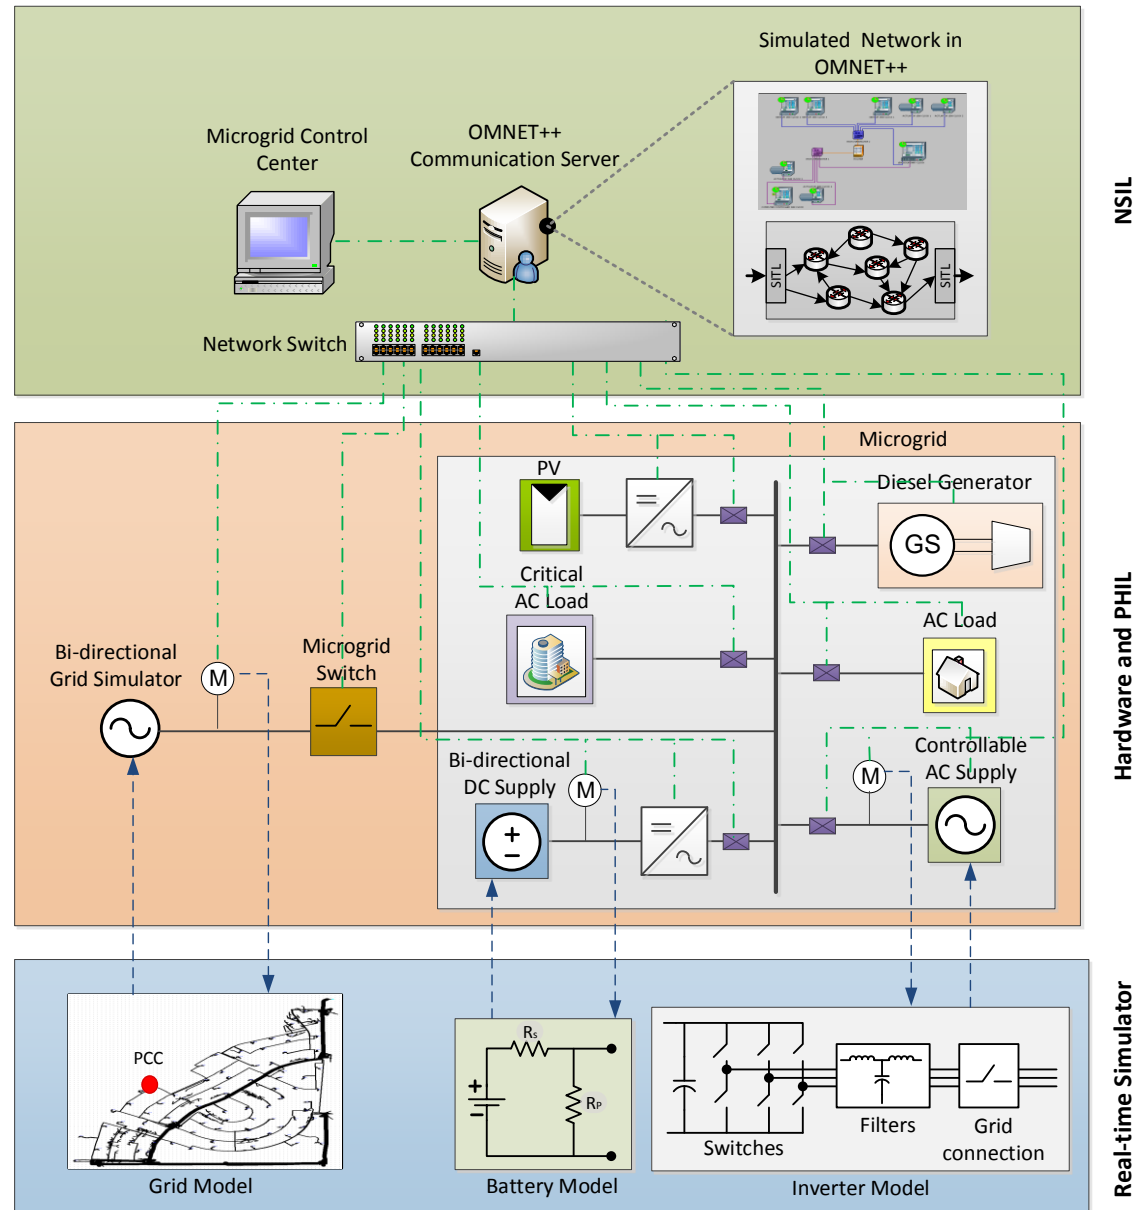 Simulated Network in
OMNET++
Microgrid Control
Center
OMNET++
Communication Server
SITL
SITL
Network Switch
NSIL
Microgrid
PV
Diesel Generator
GS
Critical
AC Load
AC Load
Bi-directional
Grid Simulator
M
Microgrid
Switch
Bi-directional
DC Supply
M
M
Controllable
AC Supply
Hardware and PHIL
PCC
Grid Model
Rs
RP
Battery Model
Switches
Filters
Grid
connection
Inverter Model
Real-time Simulator